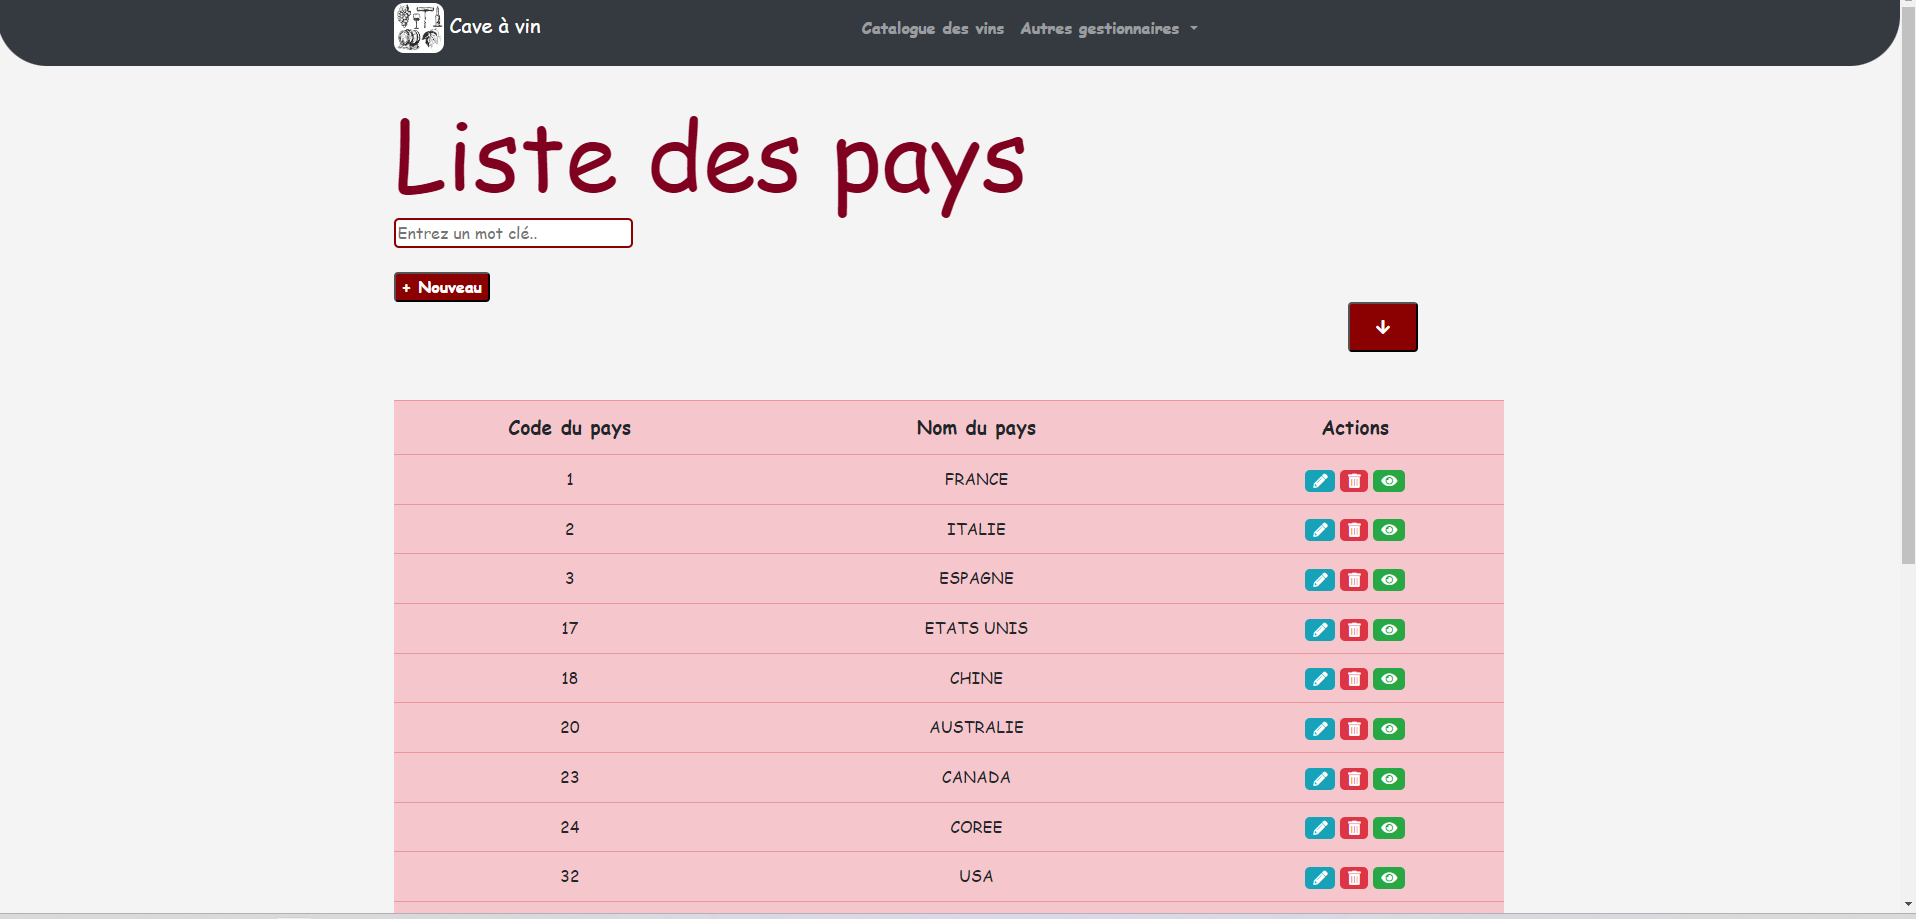 Cave à vin Catalogue des vins Autres gestionnaires
Liste des pays
Entrez un mot clé..
+ Nouveau
Code du pays Nom du pays Actions
1 FRANCE
2 ITALIE
3 ESPAGNE
17 ETATS UNIS
18 CHINE
20 AUSTRALIE
23 CANADA
24 COREE
32 USA